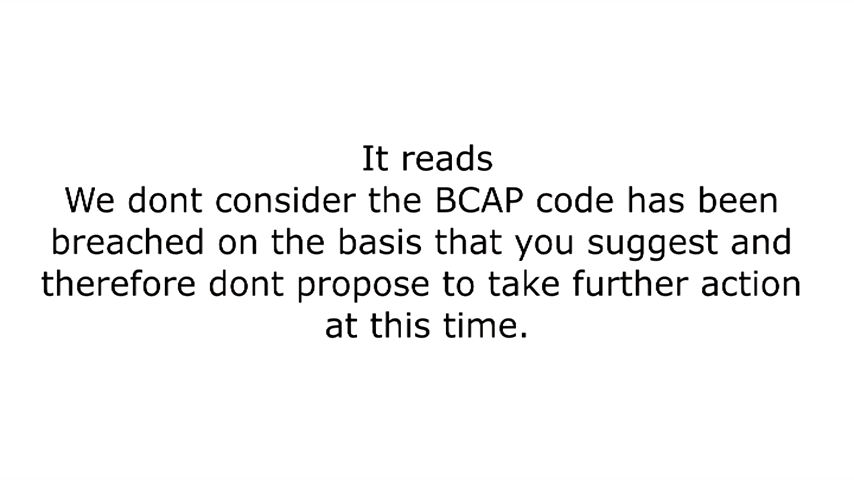 It reads
We dont consider the BCAP code has been
breached on the basis that you suggest and
therefore dont propose to take further action
at this time.